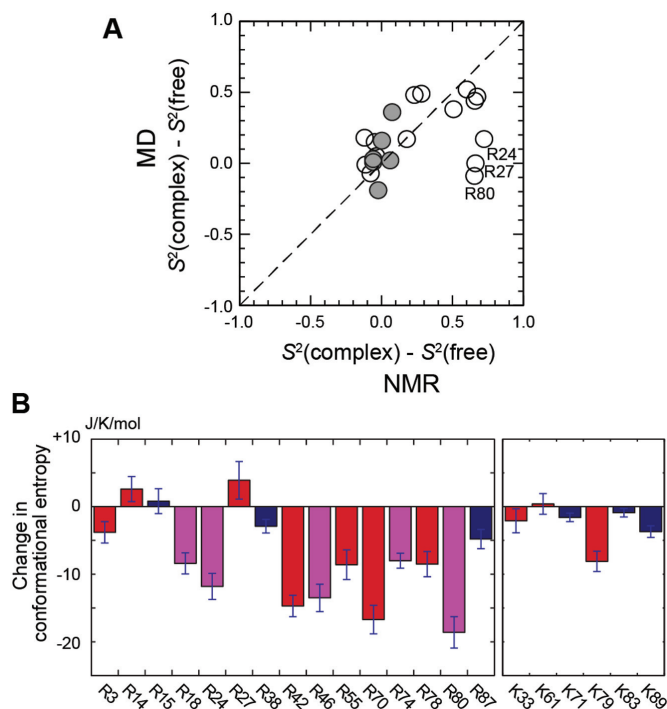 A
MD
S²(complex) - S²(free)
1.0
0.5
0.0
-0.5
-1.0
R24
R27
R80
-1.0 -0.5 0.0 0.5 1.0
S²(complex) - S²(free)
NMR
B
J/K/mol
+10
0
-10
-20
Change in
conformational entropy
R3 R14 R15 R18 R24 R27 R38 R42 R46 R55 R70 R74 R78 R80 R87 K33 K61 K71 K79 K83 K89